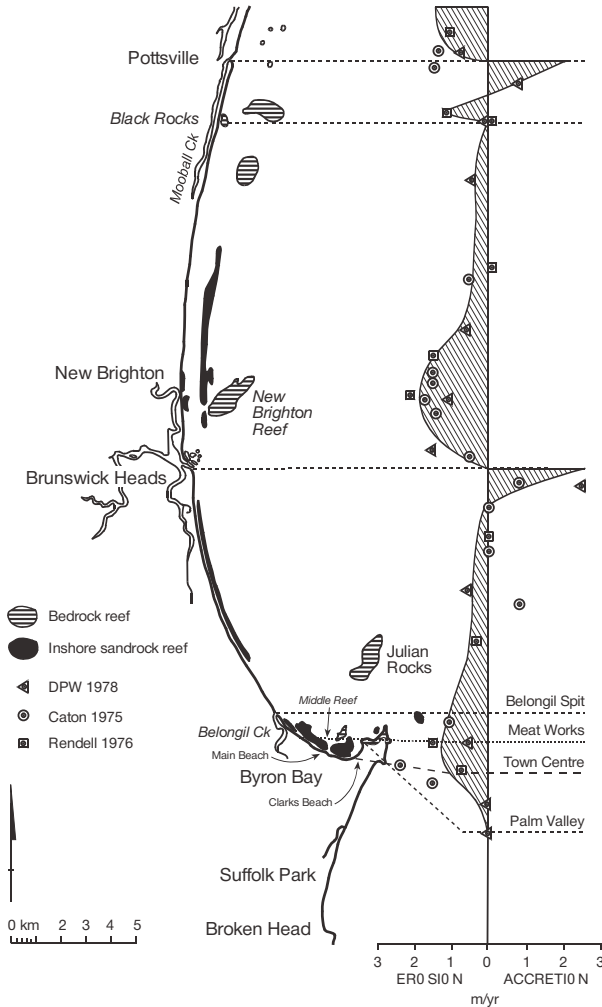 Pottsville
Black Rocks
Mooball Ck
New Brighton
New
Brighton
Reef
Brunswick Heads
Bedrock reef
Inshore sandrock reef
DPW 1978
Caton 1975
Rendell 1976
Julian
Rocks
Middle Reef
Belongil Spit
Belongil Ck
Meat Works
Main Beach
Byron Bay
Town Centre
Clarks Beach
Palm Valley
Suffolk Park
Broken Head
0 km 2 3 4 5
3 2 1 0 1 2 3
ER0 SI0 N ACCRETI0 N
m/yr